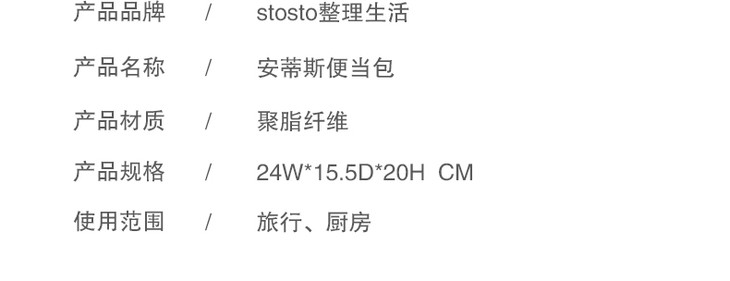 产品品牌 / stosto整理生活
产品名称 / 安蒂斯便当包
产品材质 / 聚脂纤维
产品规格 / 24W*15.5D*20H CM
使用范围 / 旅行、厨房